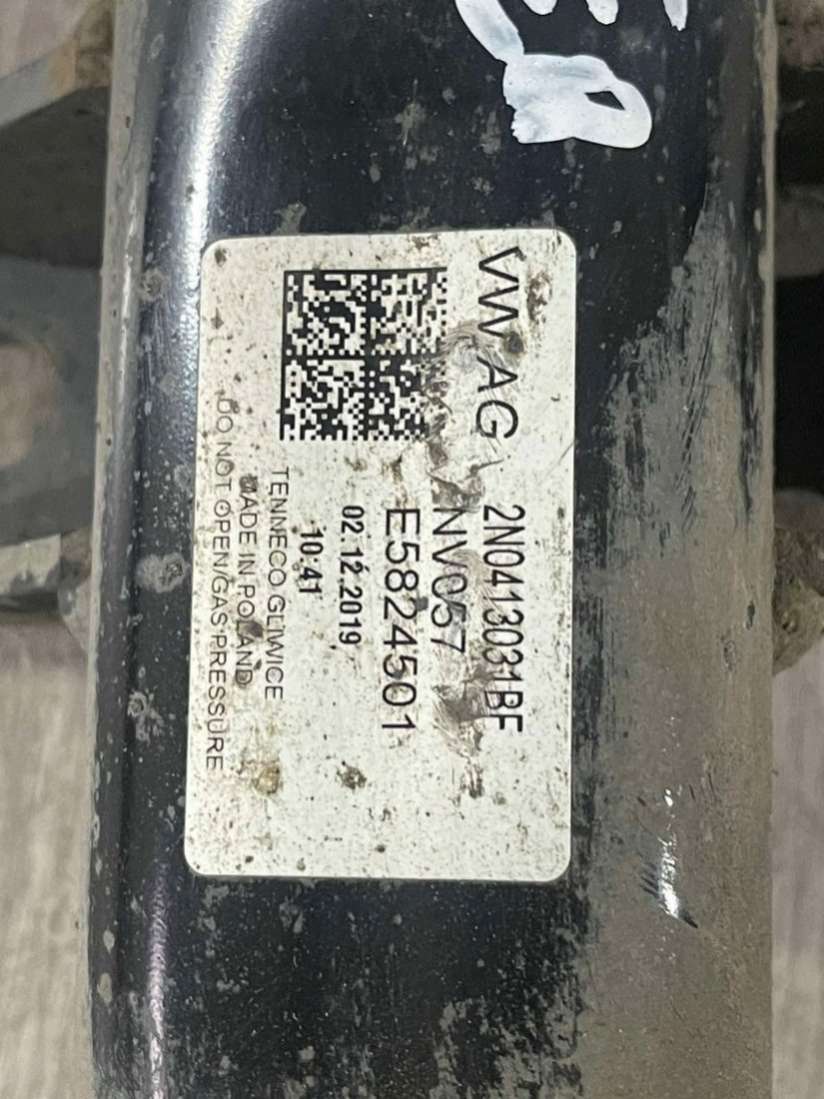 VW AG 2N0413031BF
NV057
E5824501
02.12.2019
10:41
TENNECO GLIWICE
MADE IN POLAND
DO NOT OPEN/GAS PRESSURE